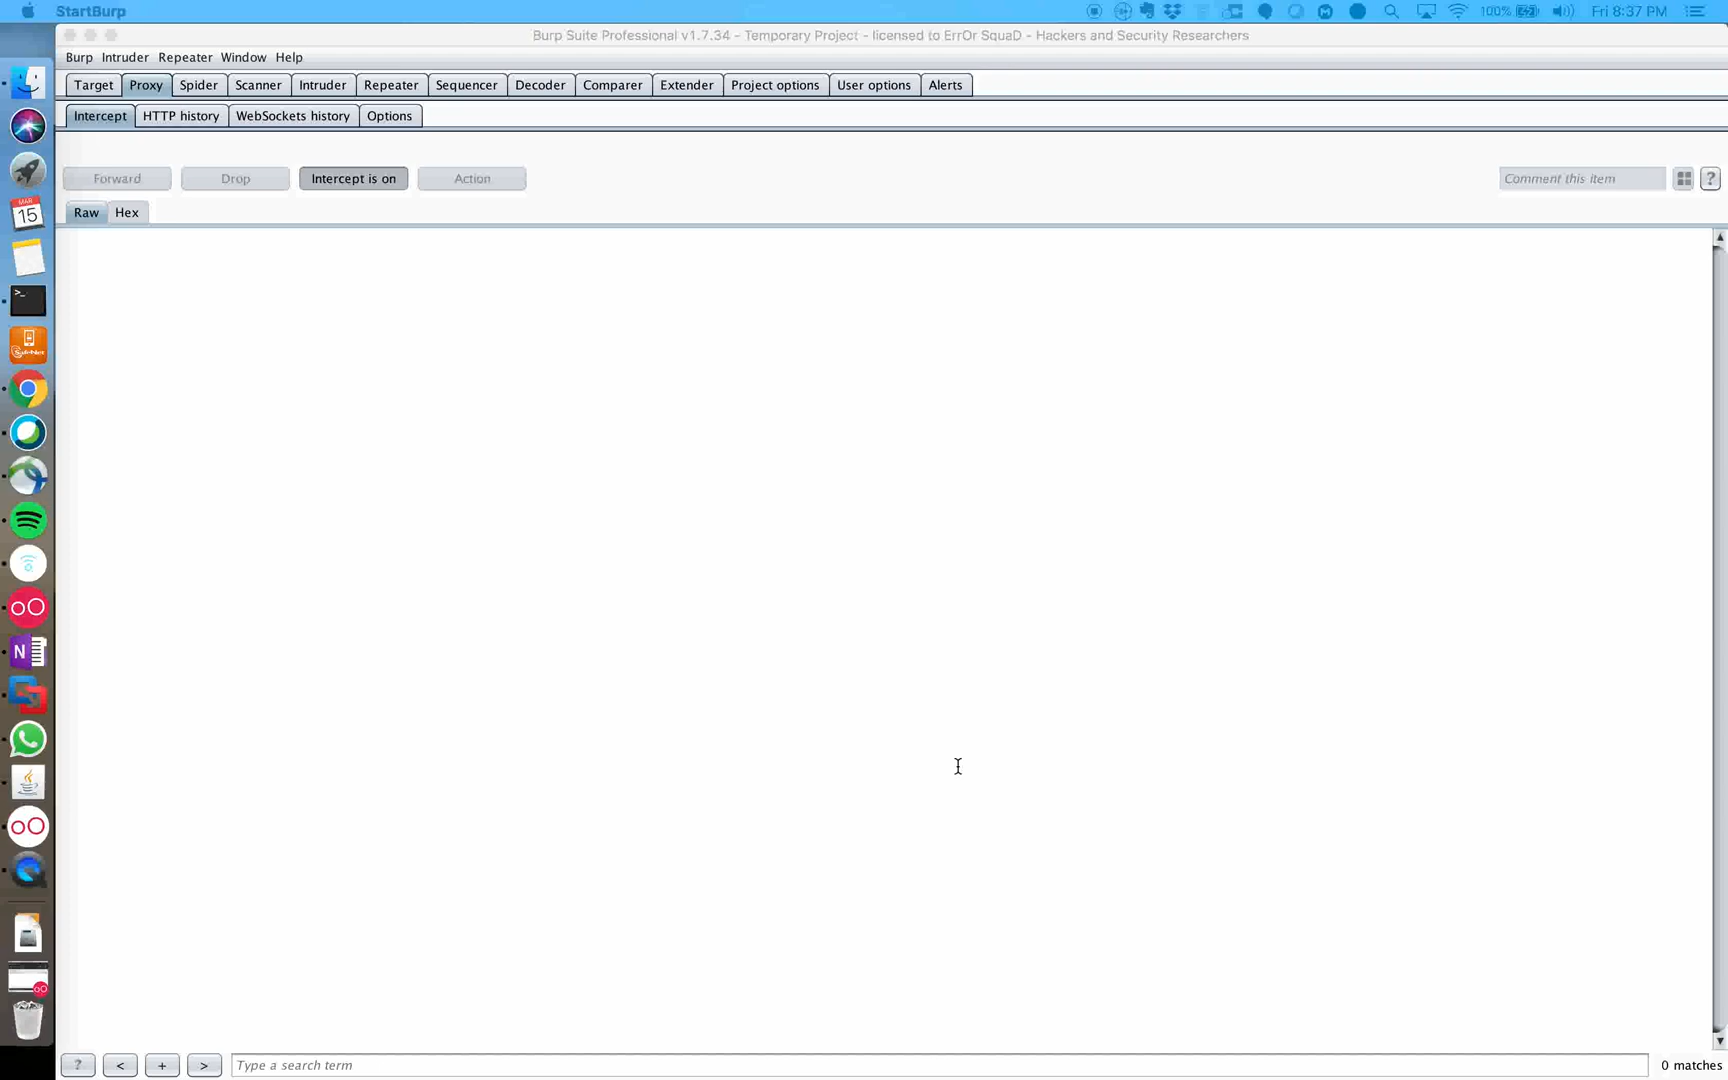 StartBurp 100% Fri 8:37 PM
Burp Suite Professional v1.7.34 - Temporary Project - licensed to ErrOr SquaD - Hackers and Security Researchers
Burp Intruder Repeater Window Help
Target Proxy Spider Scanner Intruder Repeater Sequencer Decoder Comparer Extender Project options User options Alerts
Intercept HTTP history WebSockets history Options
Forward Drop Intercept is on Action Comment this item ?
Raw Hex
MAR
15
>_
N
? < + > Type a search term 0 matches